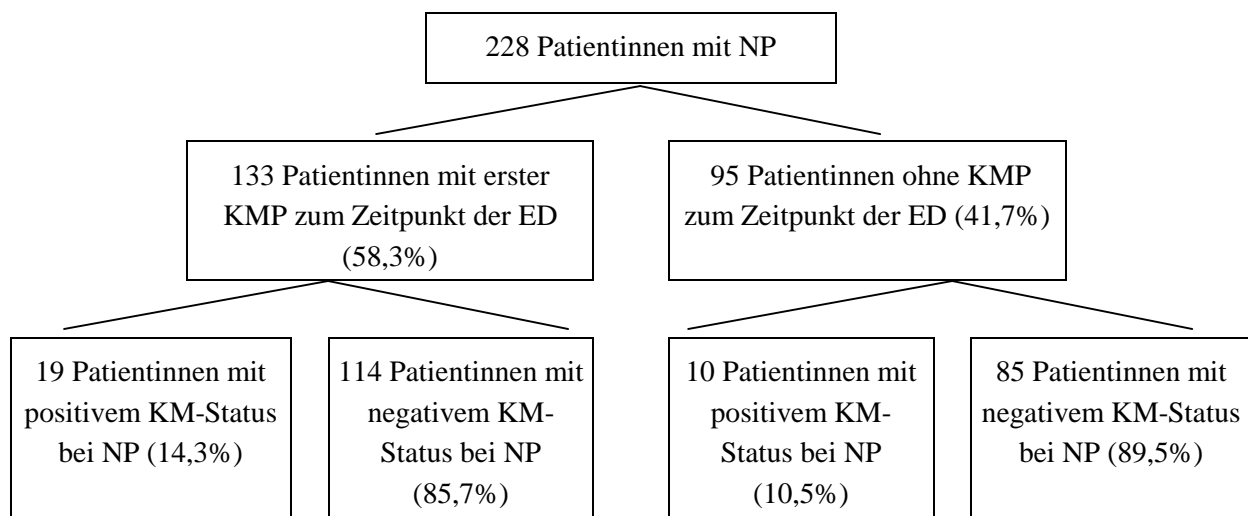 228 Patientinnen mit NP
133 Patientinnen mit erster
KMP zum Zeitpunkt der ED
(58,3%)
95 Patientinnen ohne KMP
zum Zeitpunkt der ED (41,7%)
19 Patientinnen mit
positivem KM-Status
bei NP (14,3%)
114 Patientinnen mit
negativem KM-
Status bei NP
(85,7%)
10 Patientinnen mit
positivem KM-
Status bei NP
(10,5%)
85 Patientinnen mit
negativem KM-Status
bei NP (89,5%)